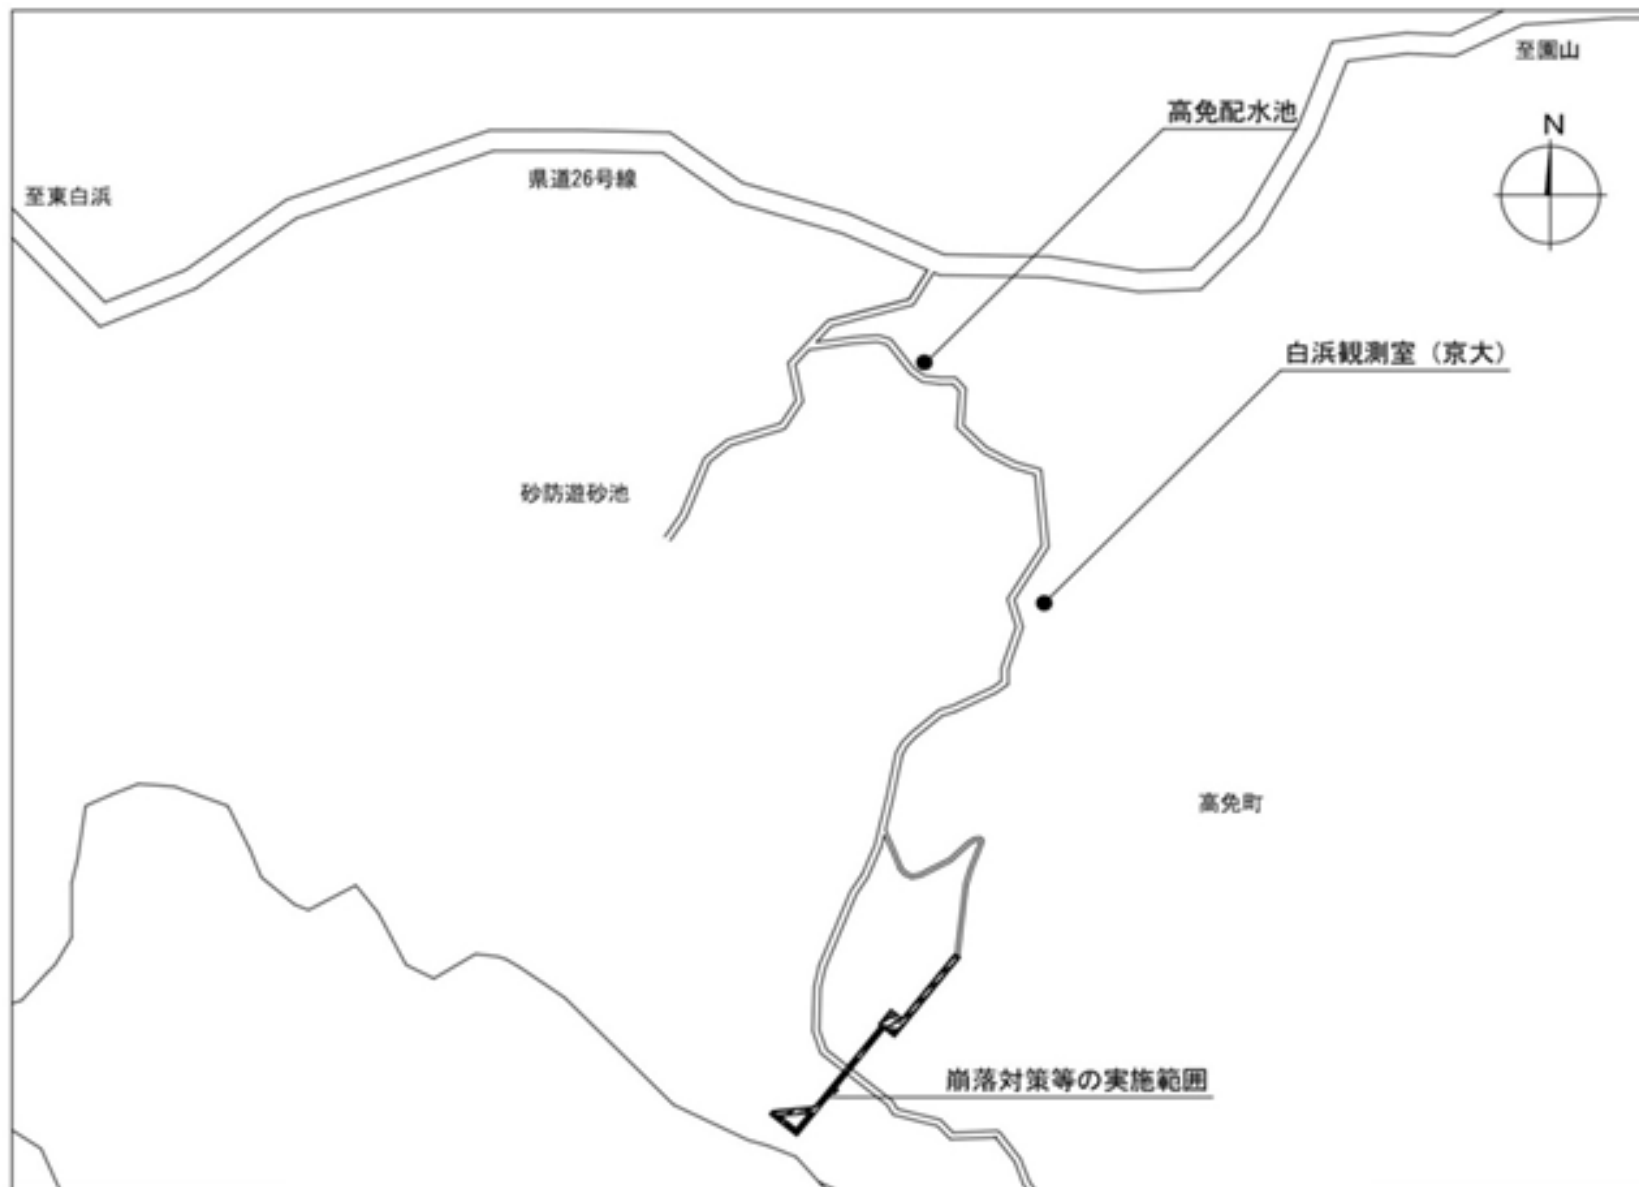 至園山
高免配水池
N
県道26号線
至東白浜
白浜観測室（京大）
砂防遊砂池
高免町
崩落対策等の実施範囲